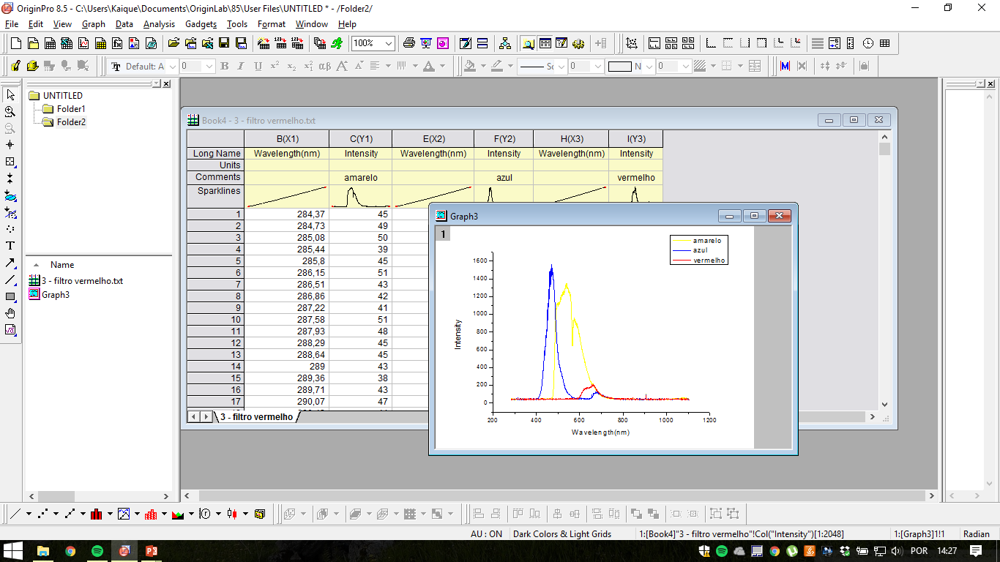 OriginPro 8.5 - C:\Users\Kaique\Documents\OriginLab\85\User Files\UNTITLED * - /Folder2/
File Edit View Graph Data Analysis Gadgets Tools Format Window Help
100%
Default: A 0 B I U x² x₂ αβ A A A 0 N 0
UNTITLED
Folder1
Folder2
Name
3 - filtro vermelho.txt
Graph3
Book4 - 3 - filtro vermelho.txt
B(X1) C(Y1) E(X2) F(Y2) H(X3) I(Y3)
Long Name Wavelength(nm) Intensity Wavelength(nm) Intensity Wavelength(nm) Intensity
Units
Comments amarelo azul vermelho
Sparklines
1 284,37 45
2 284,73 49
3 285,08 50
4 285,44 39
5 285,8 45
6 286,15 51
7 286,51 43
8 286,86 42
9 287,22 41
10 287,58 51
11 287,93 48
12 288,29 45
13 288,64 45
14 289 43
15 289,36 38
16 289,71 43
17 290,07 47
3 - filtro vermelho
Graph3
1
amarelo
azul
vermelho
1600
1400
1200
1000
800
600
400
200
0
Intensity
200 400 600 800 1000 1200
Wavelength(nm)
AU : ON Dark Colors & Light Grids 1:[Book4]"3 - filtro vermelho"!Col("Intensity")[1:2048] 1:[Graph3]1!1 Radian
POR 14:27